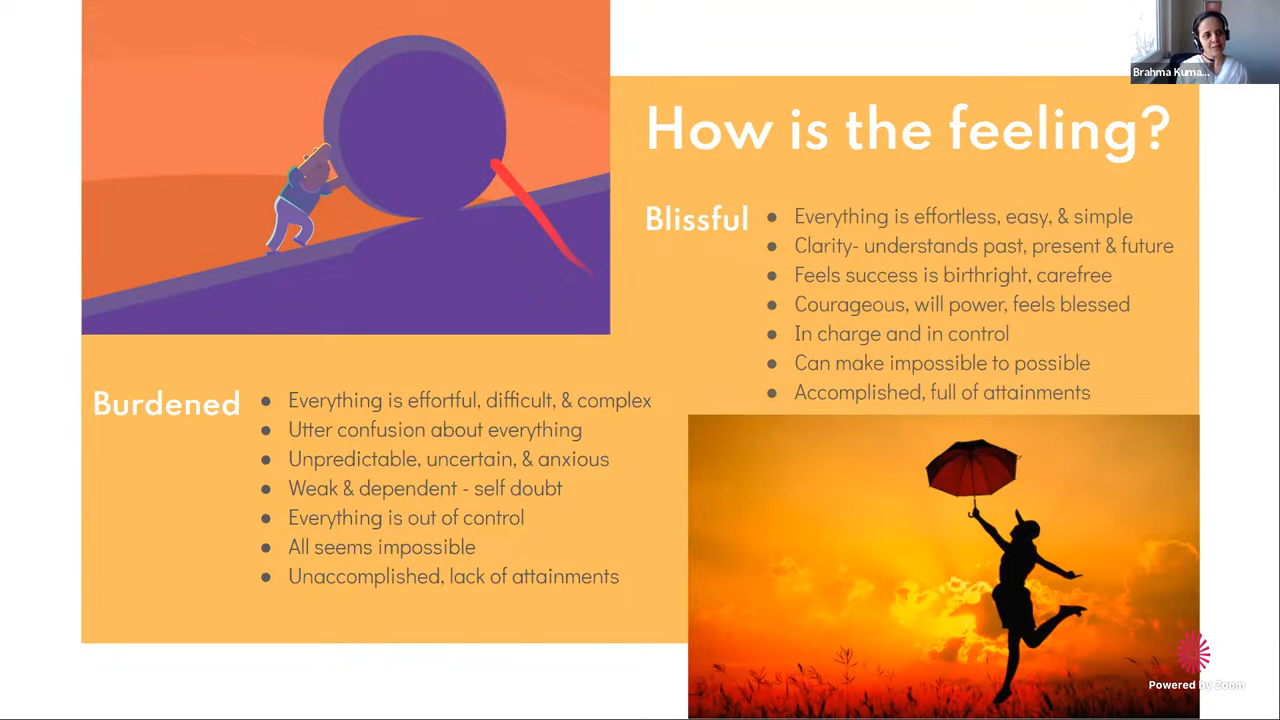 Brahma Kuma...
How is the feeling?
Blissful
● Everything is effortless, easy, & simple
● Clarity- understands past, present & future
● Feels success is birthright, carefree
● Courageous, will power, feels blessed
● In charge and in control
● Can make impossible to possible
● Accomplished, full of attainments
Burdened
● Everything is effortful, difficult, & complex
● Utter confusion about everything
● Unpredictable, uncertain, & anxious
● Weak & dependent - self doubt
● Everything is out of control
● All seems impossible
● Unaccomplished, lack of attainments
Powered by Zoom